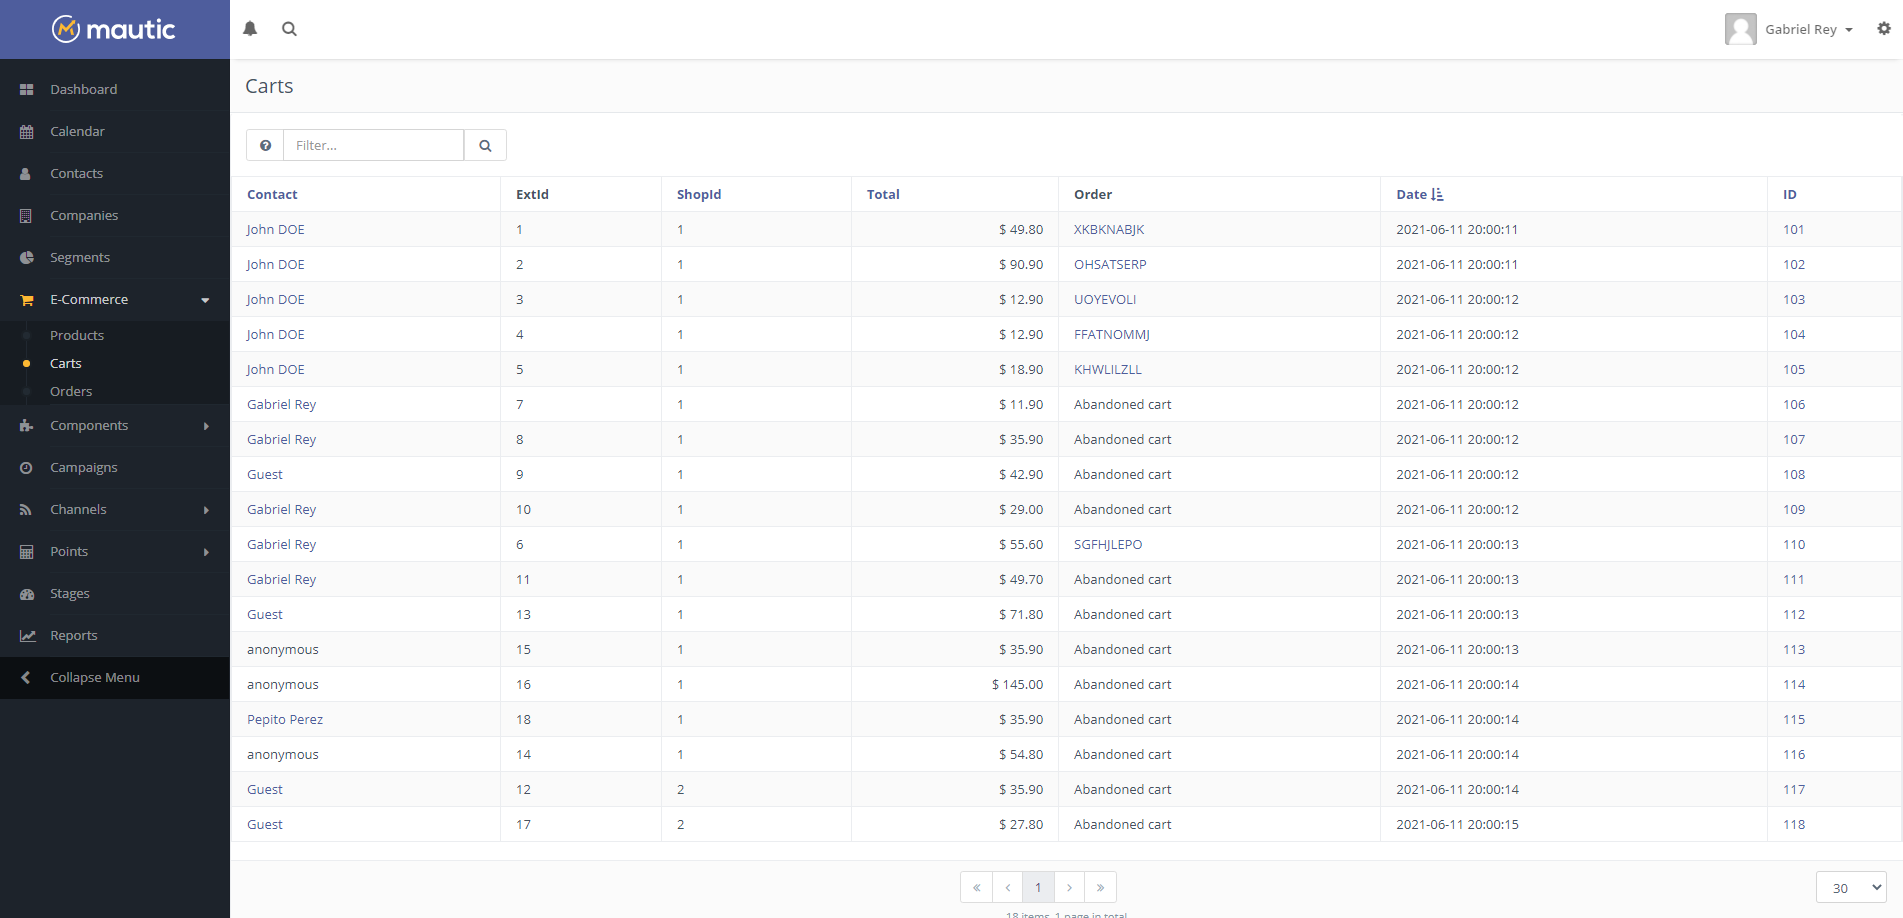 mautic
Gabriel Rey
Dashboard
Calendar
Contacts
Companies
Segments
E-Commerce
Products
Carts
Orders
Components
Campaigns
Channels
Points
Stages
Reports
Collapse Menu
Carts
Filter...
Contact ExtId ShopId Total Order Date ID
John DOE 1 1 $ 49.80 XKBKNABJK 2021-06-11 20:00:11 101
John DOE 2 1 $ 90.90 OHSATSERP 2021-06-11 20:00:11 102
John DOE 3 1 $ 12.90 UOYEVOLI 2021-06-11 20:00:12 103
John DOE 4 1 $ 12.90 FFATNOMMJ 2021-06-11 20:00:12 104
John DOE 5 1 $ 18.90 KHWLILZLL 2021-06-11 20:00:12 105
Gabriel Rey 7 1 $ 11.90 Abandoned cart 2021-06-11 20:00:12 106
Gabriel Rey 8 1 $ 35.90 Abandoned cart 2021-06-11 20:00:12 107
Guest 9 1 $ 42.90 Abandoned cart 2021-06-11 20:00:12 108
Gabriel Rey 10 1 $ 29.00 Abandoned cart 2021-06-11 20:00:12 109
Gabriel Rey 6 1 $ 55.60 SGFHJLEPO 2021-06-11 20:00:13 110
Gabriel Rey 11 1 $ 49.70 Abandoned cart 2021-06-11 20:00:13 111
Guest 13 1 $ 71.80 Abandoned cart 2021-06-11 20:00:13 112
anonymous 15 1 $ 35.90 Abandoned cart 2021-06-11 20:00:13 113
anonymous 16 1 $ 145.00 Abandoned cart 2021-06-11 20:00:14 114
Pepito Perez 18 1 $ 35.90 Abandoned cart 2021-06-11 20:00:14 115
anonymous 14 1 $ 54.80 Abandoned cart 2021-06-11 20:00:14 116
Guest 12 2 $ 35.90 Abandoned cart 2021-06-11 20:00:14 117
Guest 17 2 $ 27.80 Abandoned cart 2021-06-11 20:00:15 118
« ‹ 1 › »
30
18 items, 1 page in total